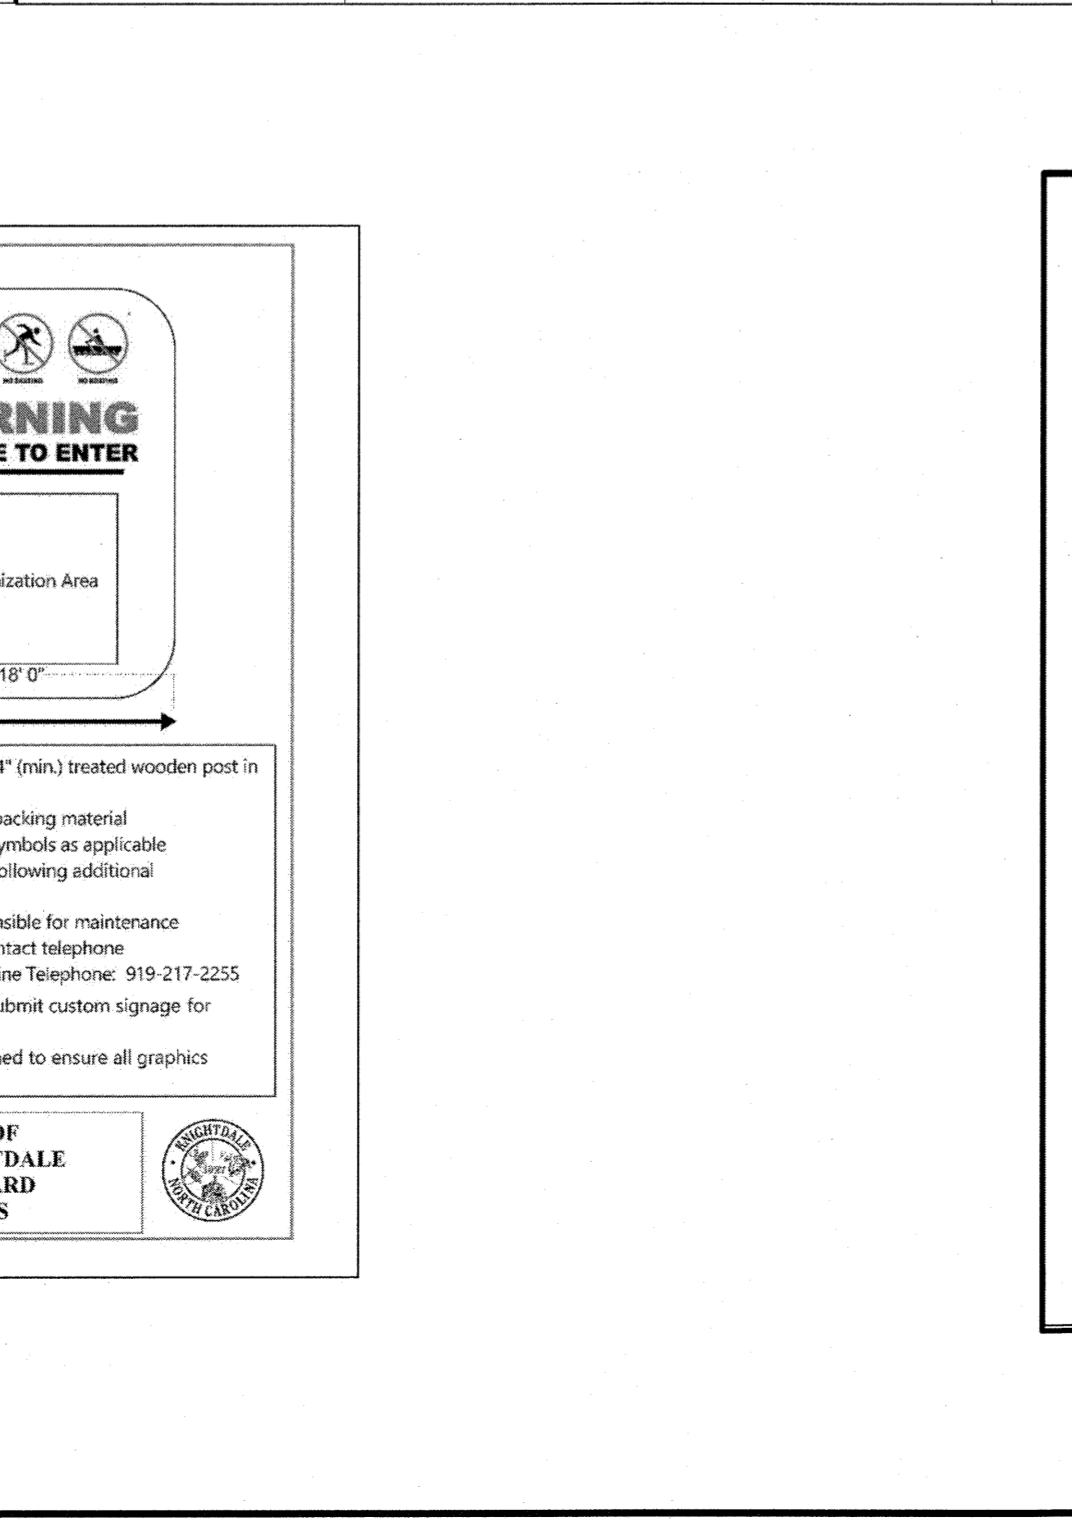 NO SKATING
NO BOATING
RNING
E TO ENTER
ization Area
18' 0"
4" (min.) treated wooden post in
packing material
ymbols as applicable
ollowing additional
nsible for maintenance
ntact telephone
ine Telephone: 919-217-2255
ubmit custom signage for
ned to ensure all graphics
OF
TDALE
ARD
S
KNIGHTDALE
NORTH CAROLINA